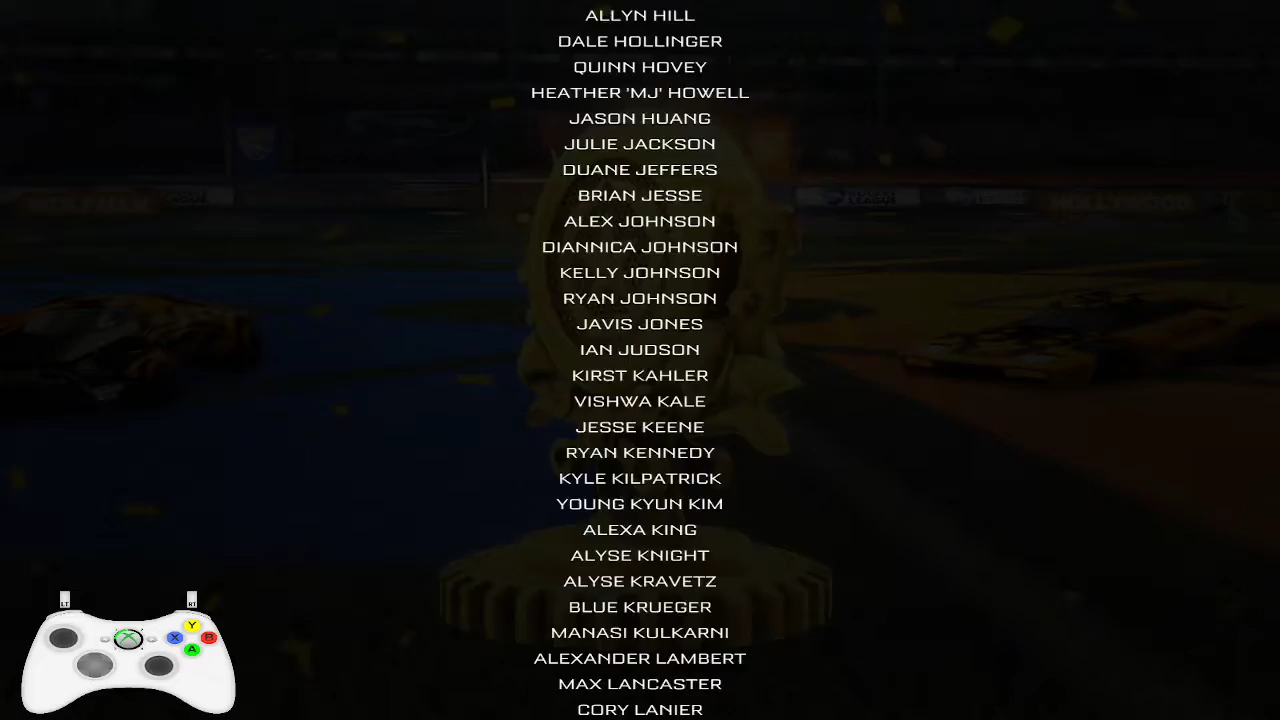 ALLYN HILL
DALE HOLLINGER
QUINN HOVEY
HEATHER 'MJ' HOWELL
JASON HUANG
JULIE JACKSON
DUANE JEFFERS
BRIAN JESSE
ALEX JOHNSON
DIANNICA JOHNSON
KELLY JOHNSON
RYAN JOHNSON
JAVIS JONES
IAN JUDSON
KIRST KAHLER
VISHWA KALE
JESSE KEENE
RYAN KENNEDY
KYLE KILPATRICK
YOUNG KYUN KIM
ALEXA KING
ALYSE KNIGHT
ALYSE KRAVETZ
BLUE KRUEGER
MANASI KULKARNI
ALEXANDER LAMBERT
MAX LANCASTER
CORY LANIER
LT RT
Y
X B
A